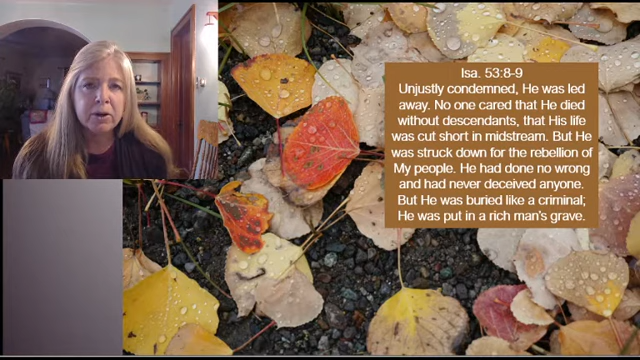 Isa. 53:8-9
Unjustly condemned, He was led
away. No one cared that He died
without descendants, that His life
was cut short in midstream. But He
was struck down for the rebellion of
My people. He had done no wrong
and had never deceived anyone.
But He was buried like a criminal;
He was put in a rich man's grave.